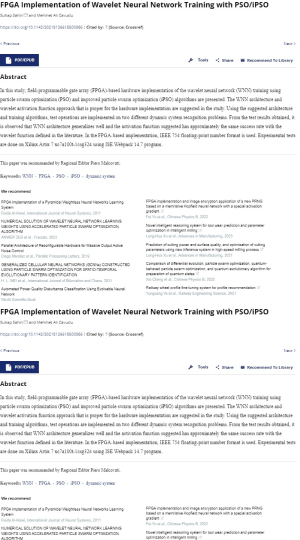 FPGA Implementation of Wavelet Neural Network Training with PSO/iPSO
and Mehmet Ali Çavuşlu
Cited by: 1 (Source: Crossref)
Previous
Next
PDF/EPUB
Tools
Share
Recommend To Library
Abstract
In this study, field-programmable gate array (FPGA)-based hardware implementation of the wavelet neural network (WNN) training using
particle swarm optimization (PSO) and improved particle swarm optimization (iPSO) algorithms are presented. The WNN architecture and
wavelet activation function approach that is proper for the hardware implementation are suggested in the study. Using the suggested architecture
and training algorithms, test operations are implemented on two different dynamic system recognition problems. From the test results obtained, it
is observed that WNN architecture generalizes well and the activation function suggested has approximately the same success rate with the
wavelet function defined in the literature. In the FPGA-based implementation, IEEE 754 floating-point number format is used. Experimental tests
are done on Xilinx Artix 7 xc7a100t-1csg324 using ISE Webpack 14.7 program.
This paper was recommended by Regional Editor Piero Malcovati.
Keywords: WNN FPGA PSO iPSO dynamic system
We recommend
FPGA Implementation of a Pyramidal Weightless Neural Networks Learning
System
NUMERICAL SOLUTION OF WAVELET NEURAL NETWORK LEARNING
WEIGHTS USING ACCELERATED PARTICLE SWARM OPTIMIZATION
ALGORITHM
Parallel Architecture of Reconfigurable Hardware for Massive Output Active
Noise Control
GENERALIZED CELLULAR NEURAL NETWORKS (GCNNs) CONSTRUCTED
USING PARTICLE SWARM OPTIMIZATION FOR SPATIO-TEMPORAL
EVOLUTIONARY PATTERN IDENTIFICATION
Automated Power Quality Disturbance Classification Using Evolvable Neural
Network
FPGA implementation and image encryption application of a new PRNG
based on a memristive Hopfield neural network with a special activation
gradient
Novel intelligent reasoning system for tool wear prediction and parameter
optimization in intelligent milling
Prediction of cutting power and surface quality, and optimization of cutting
parameters using new inference system in high-speed milling process
Comparison of differential evolution, particle swarm optimization, quantum-
behaved particle swarm optimization, and quantum evolutionary algorithm for
preparation of quantum states
Railway wheel profile fine-tuning system for profile recommendation
FPGA Implementation of Wavelet Neural Network Training with PSO/iPSO
and Mehmet Ali Çavuşlu
Cited by: 1 (Source: Crossref)
Previous
Next
PDF/EPUB
Tools
Share
Recommend To Library
Abstract
In this study, field-programmable gate array (FPGA)-based hardware implementation of the wavelet neural network (WNN) training using
particle swarm optimization (PSO) and improved particle swarm optimization (iPSO) algorithms are presented. The WNN architecture and
wavelet activation function approach that is proper for the hardware implementation are suggested in the study. Using the suggested architecture
and training algorithms, test operations are implemented on two different dynamic system recognition problems. From the test results obtained, it
is observed that WNN architecture generalizes well and the activation function suggested has approximately the same success rate with the
wavelet function defined in the literature. In the FPGA-based implementation, IEEE 754 floating-point number format is used. Experimental tests
are done on Xilinx Artix 7 xc7a100t-1csg324 using ISE Webpack 14.7 program.
This paper was recommended by Regional Editor Piero Malcovati.
Keywords: WNN FPGA PSO iPSO dynamic system
We recommend
FPGA Implementation of a Pyramidal Weightless Neural Networks Learning
System
NUMERICAL SOLUTION OF WAVELET NEURAL NETWORK LEARNING
WEIGHTS USING ACCELERATED PARTICLE SWARM OPTIMIZATION
ALGORITHM
FPGA implementation and image encryption application of a new PRNG
based on a memristive Hopfield neural network with a special activation
gradient
Novel intelligent reasoning system for tool wear prediction and parameter
optimization in intelligent milling